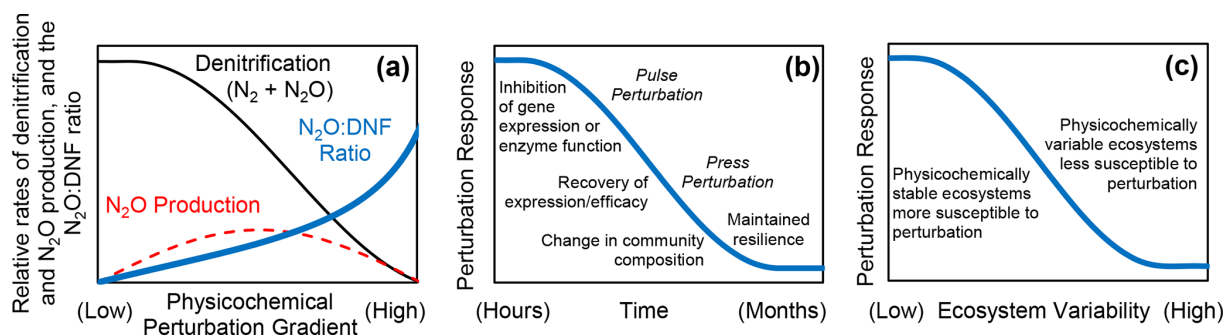 Relative rates of denitrification
and N₂O production, and the
N₂O:DNF ratio
(a)
Denitrification
(N₂ + N₂O)
N₂O:DNF
Ratio
N₂O Production
(Low)
Physicochemical
Perturbation Gradient
(High)
Perturbation Response
(b)
Pulse
Perturbation
Inhibition
of gene
expression or
enzyme function
Press
Perturbation
Recovery of
expression/efficacy
Maintained
resilience
Change in community
composition
(Hours)
Time
(Months)
Perturbation Response
(c)
Physicochemically
variable ecosystems
less susceptible to
perturbation
Physicochemically
stable ecosystems
more susceptible to
perturbation
(Low)
Ecosystem Variability
(High)